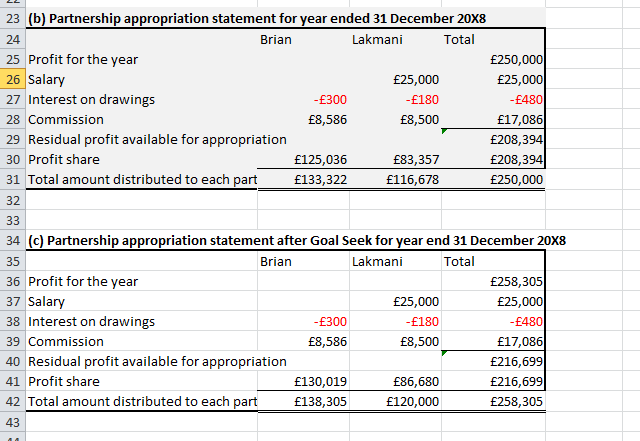 23 (b) Partnership appropriation statement for year ended 31 December 20X8
24 Brian Lakmani Total
25 Profit for the year £250,000
26 Salary £25,000 £25,000
27 Interest on drawings -£300 -£180 -£480
28 Commission £8,586 £8,500 £17,086
29 Residual profit available for appropriation £208,394
30 Profit share £125,036 £83,357 £208,394
31 Total amount distributed to each part £133,322 £116,678 £250,000
32
33
34 (c) Partnership appropriation statement after Goal Seek for year end 31 December 20X8
35 Brian Lakmani Total
36 Profit for the year £258,305
37 Salary £25,000 £25,000
38 Interest on drawings -£300 -£180 -£480
39 Commission £8,586 £8,500 £17,086
40 Residual profit available for appropriation £216,699
41 Profit share £130,019 £86,680 £216,699
42 Total amount distributed to each part £138,305 £120,000 £258,305
43